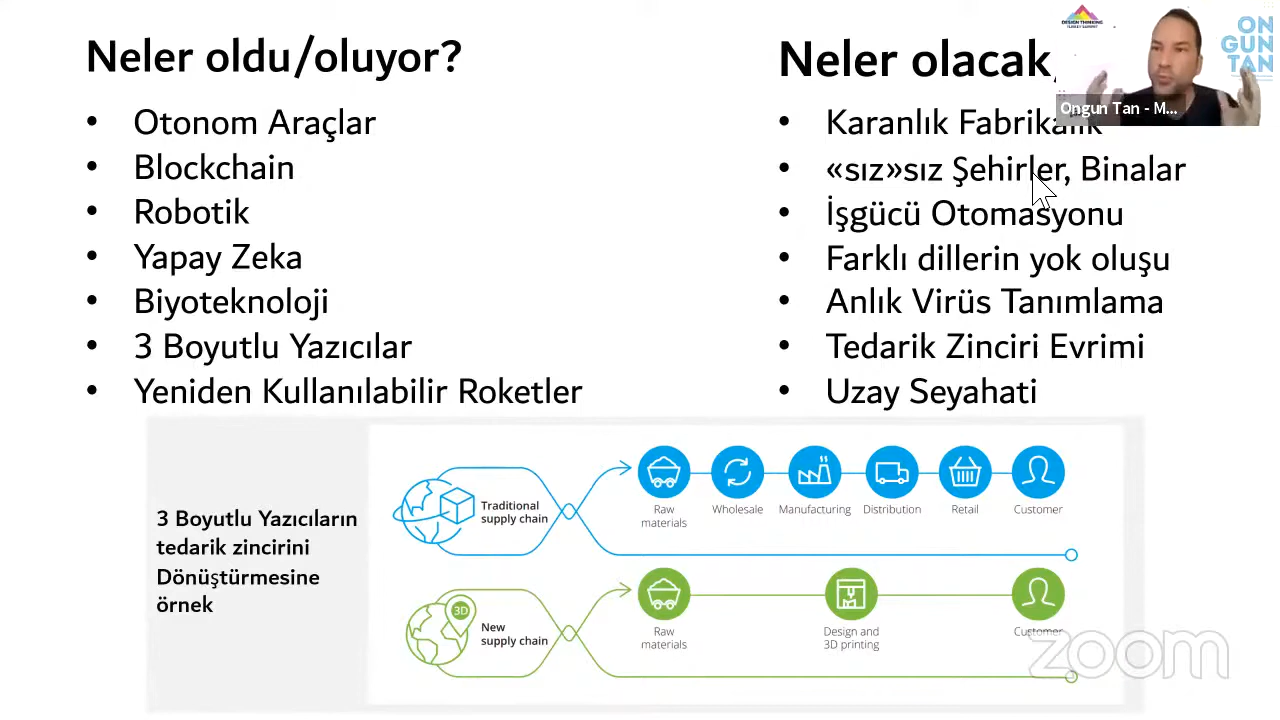 Neler oldu/oluyor?
• Otonom Araçlar
• Blockchain
• Robotik
• Yapay Zeka
• Biyoteknoloji
• 3 Boyutlu Yazıcılar
• Yeniden Kullanılabilir Roketler
Neler olacak
• Karanlık Fabrikalık
• «sız»sız Şehirler, Binalar
• İşgücü Otomasyonu
• Farklı dillerin yok oluşu
• Anlık Virüs Tanımlama
• Tedarik Zinciri Evrimi
• Uzay Seyahati
DESIGN THINKING
ON
GUN
TAN
Ongun Tan - M...
3 Boyutlu Yazıcıların
tedarik zincirini
Dönüştürmesine
örnek
Traditional
supply chain
Raw
materials
Wholesale
Manufacturing
Distribution
Retail
Customer
3D
New
supply chain
Raw
materials
Design and
3D printing
Customer
zoom